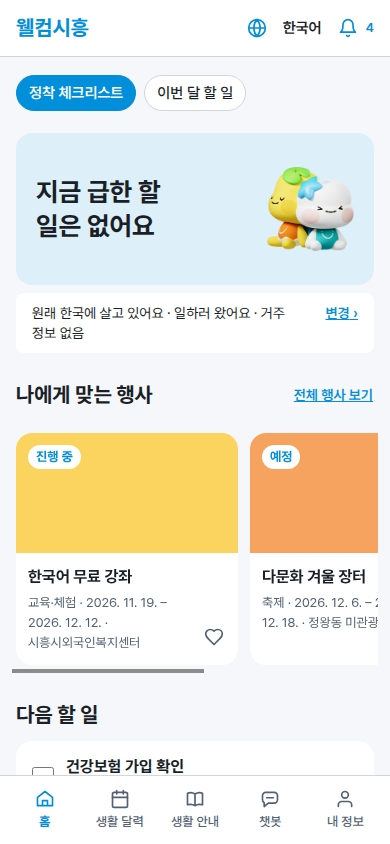 웰컴시흥
한국어
4
정착 체크리스트
이번 달 할 일
지금 급한 할
일은 없어요
원래 한국에 살고 있어요 · 일하러 왔어요 · 거주
정보 없음
변경 ›
나에게 맞는 행사
전체 행사 보기
진행 중
한국어 무료 강좌
교육·체험 · 2026. 11. 19. –
2026. 12. 12. ·
시흥시외국인복지센터
예정
다문화 겨울 장터
축제 · 2026. 12. 6. –
12. 18. · 정왕동 미관광
다음 할 일
건강보험 가입 확인
홈
생활 달력
생활 안내
챗봇
내 정보